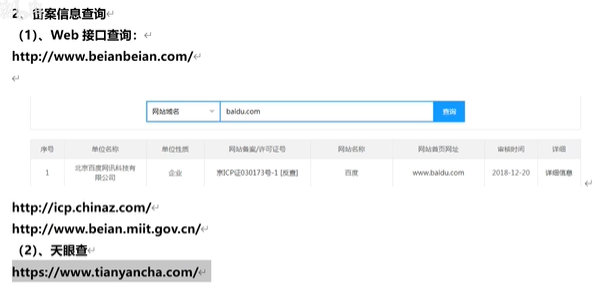 2、备案信息查询
（1）、Web 接口查询：
http://www.beianbeian.com/
网站域名 baidu.com 查询
序号 单位名称 单位性质 网站备案/许可证号 网站名称 网站首页网址 审核时间 详细
1 北京百度网讯科技有限公司 企业 京ICP证030173号-1 [反查] 百度 www.baidu.com 2018-12-20 详细信息
http://icp.chinaz.com/
http://www.beian.miit.gov.cn/
（2）、天眼查
https://www.tianyancha.com/